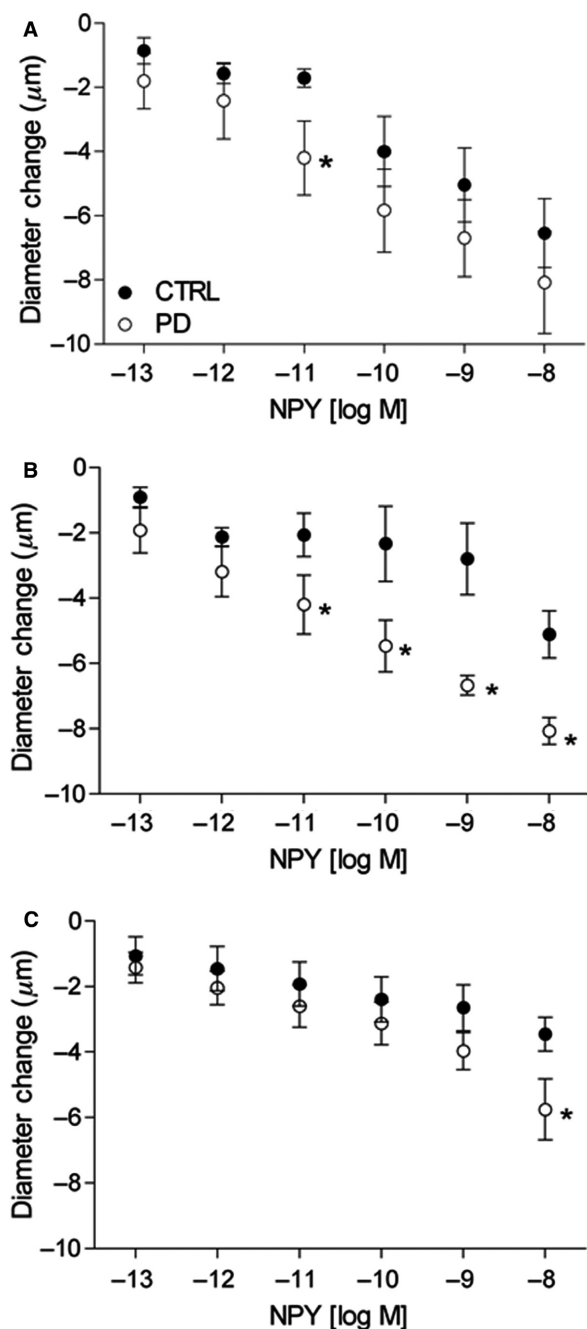 A
Diameter change (μm)
0
–2
–4
–6
–8
–10
*
CTRL
PD
–13 –12 –11 –10 –9 –8
NPY [log M]
B
Diameter change (μm)
0
–2
–4
–6
–8
–10
*
*
*
*
–13 –12 –11 –10 –9 –8
NPY [log M]
C
Diameter change (μm)
0
–2
–4
–6
–8
–10
*
–13 –12 –11 –10 –9 –8
NPY [log M]